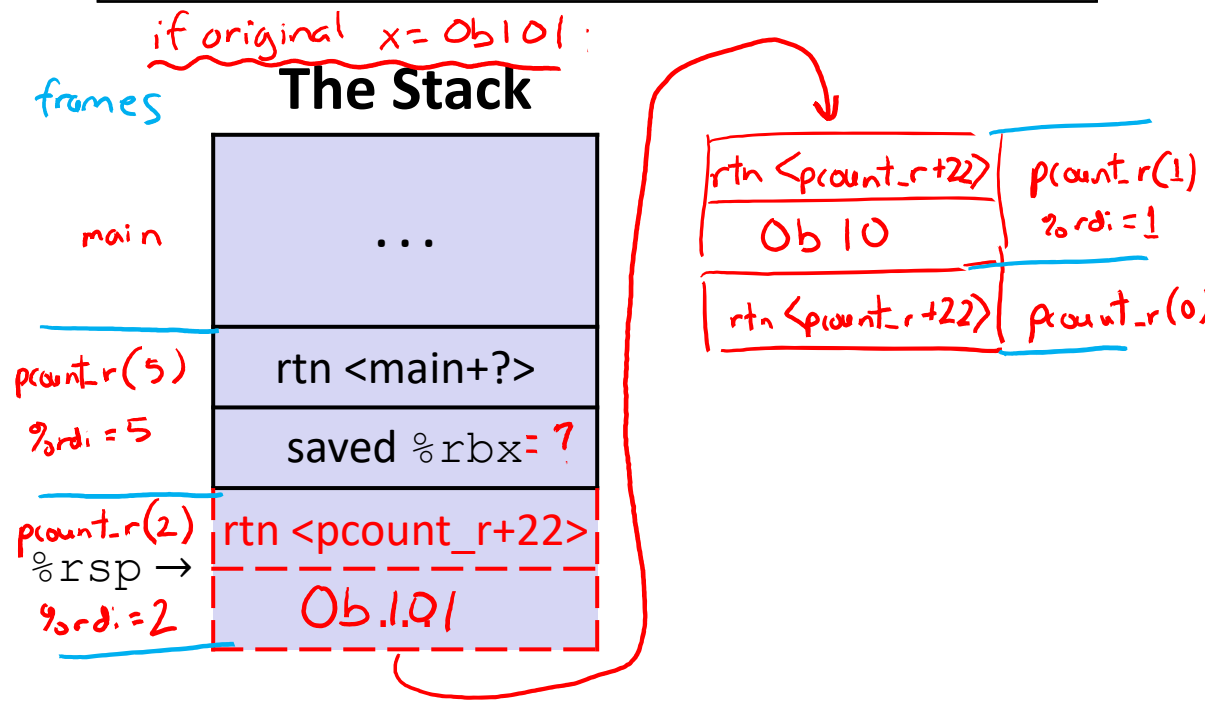 if original x = 0b101:
frames
The Stack
main
...
pcount_r(5)
%rdi = 5
rtn <main+?>
saved %rbx = ?
pcount_r(2)
%rsp →
%rdi = 2
rtn <pcount_r+22>
0b101
rtn <pcount_r+22>
pcount_r(1)
0b10
%rdi = 1
rtn <pcount_r+22>
pcount_r(0)